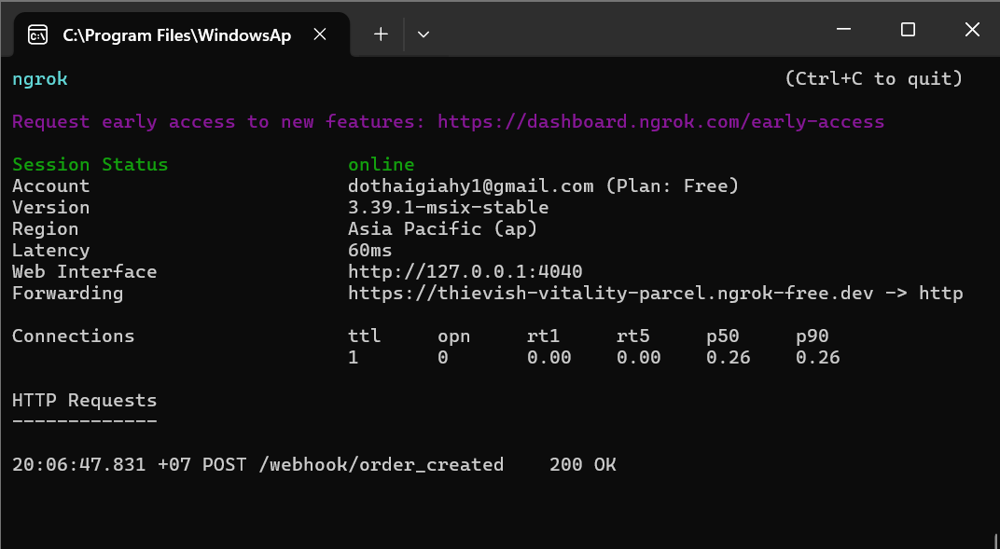 C:\Program Files\WindowsAp
ngrok (Ctrl+C to quit)
Request early access to new features: https://dashboard.ngrok.com/early-access
Session Status online
Account dothaigiahy1@gmail.com (Plan: Free)
Version 3.39.1-msix-stable
Region Asia Pacific (ap)
Latency 60ms
Web Interface http://127.0.0.1:4040
Forwarding https://thievish-vitality-parcel.ngrok-free.dev -> http
Connections ttl opn rt1 rt5 p50 p90
1 0 0.00 0.00 0.26 0.26
HTTP Requests
-------------
20:06:47.831 +07 POST /webhook/order_created 200 OK